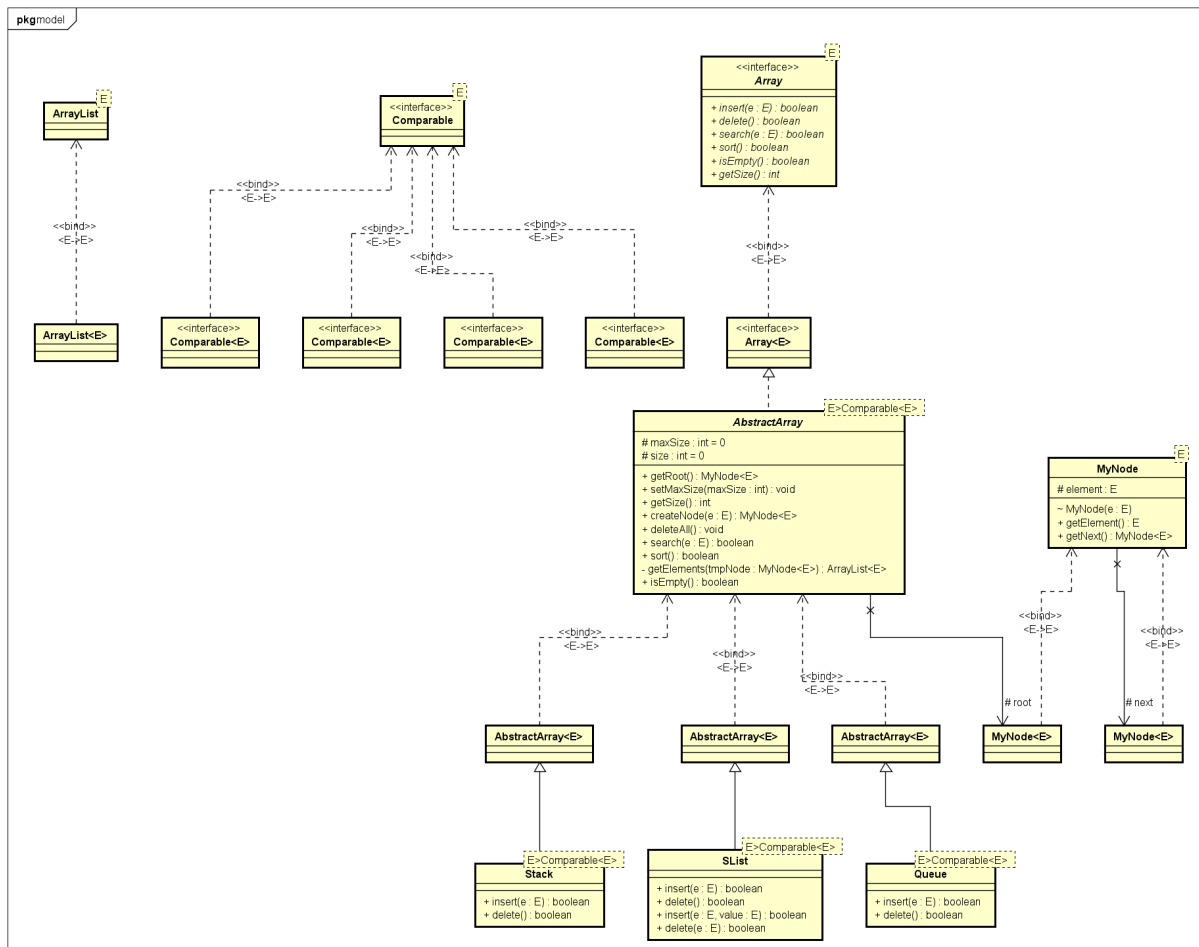 pkg model
E
<<interface>>
Array
+ insert(e : E) : boolean
+ delete() : boolean
+ search(e : E) : boolean
+ sort() : boolean
+ isEmpty() : boolean
+ getSize() : int
E
ArrayList
E
<<interface>>
Comparable
<<bind>>
<E->E>
<<bind>>
<E->E>
<<bind>>
<E->E>
<<bind>>
<E->E>
<<bind>>
<E->E>
<<bind>>
<E->E>
ArrayList<E>
<<interface>>
Comparable<E>
<<interface>>
Comparable<E>
<<interface>>
Comparable<E>
<<interface>>
Comparable<E>
<<interface>>
Array<E>
E>Comparable<E>
AbstractArray
# maxSize : int = 0
# size : int = 0
+ getRoot() : MyNode<E>
+ setMaxSize(maxSize : int) : void
+ getSize() : int
+ createNode(e : E) : MyNode<E>
+ deleteAll() : void
+ search(e : E) : boolean
+ sort() : boolean
- getElements(tmpNode : MyNode<E>) : ArrayList<E>
+ isEmpty() : boolean
E
MyNode
# element : E
~ MyNode(e : E)
+ getElement() : E
+ getNext() : MyNode<E>
<<bind>>
<E->E>
<<bind>>
<E->E>
<<bind>>
<E->E>
<<bind>>
<E->E>
<<bind>>
<E->E>
# root
# next
AbstractArray<E>
AbstractArray<E>
AbstractArray<E>
MyNode<E>
MyNode<E>
E>Comparable<E>
Stack
+ insert(e : E) : boolean
+ delete() : boolean
E>Comparable<E>
SList
+ insert(e : E) : boolean
+ delete() : boolean
+ insert(e : E, value : E) : boolean
+ delete(e : E) : boolean
E>Comparable<E>
Queue
+ insert(e : E) : boolean
+ delete() : boolean